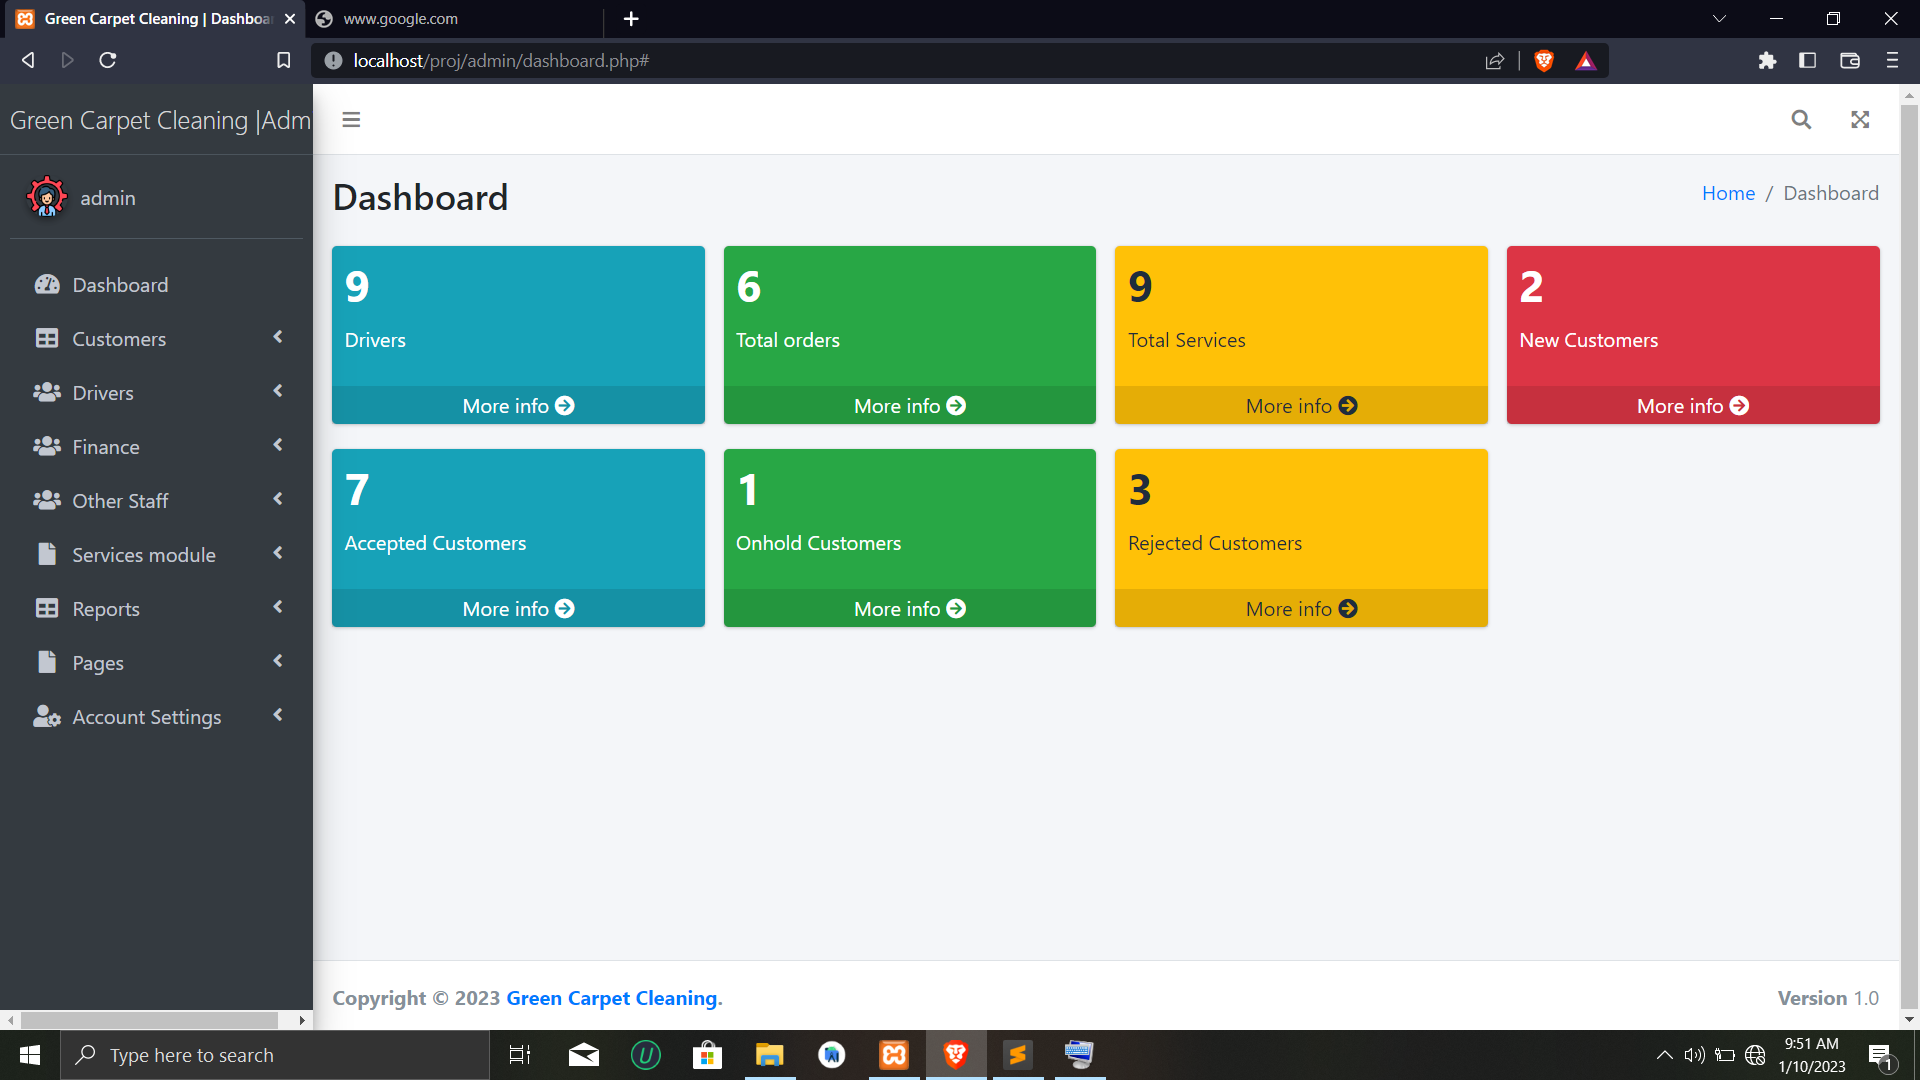 Green Carpet Cleaning | Dashboa
www.google.com
localhost/proj/admin/dashboard.php#
Green Carpet Cleaning |Adm
admin
Dashboard
Customers
Drivers
Finance
Other Staff
Services module
Reports
Pages
Account Settings
Dashboard
Home / Dashboard
9
Drivers
More info
6
Total orders
More info
9
Total Services
More info
2
New Customers
More info
7
Accepted Customers
More info
1
Onhold Customers
More info
3
Rejected Customers
More info
Copyright © 2023 Green Carpet Cleaning.
Version 1.0
Type here to search
9:51 AM
1/10/2023
1